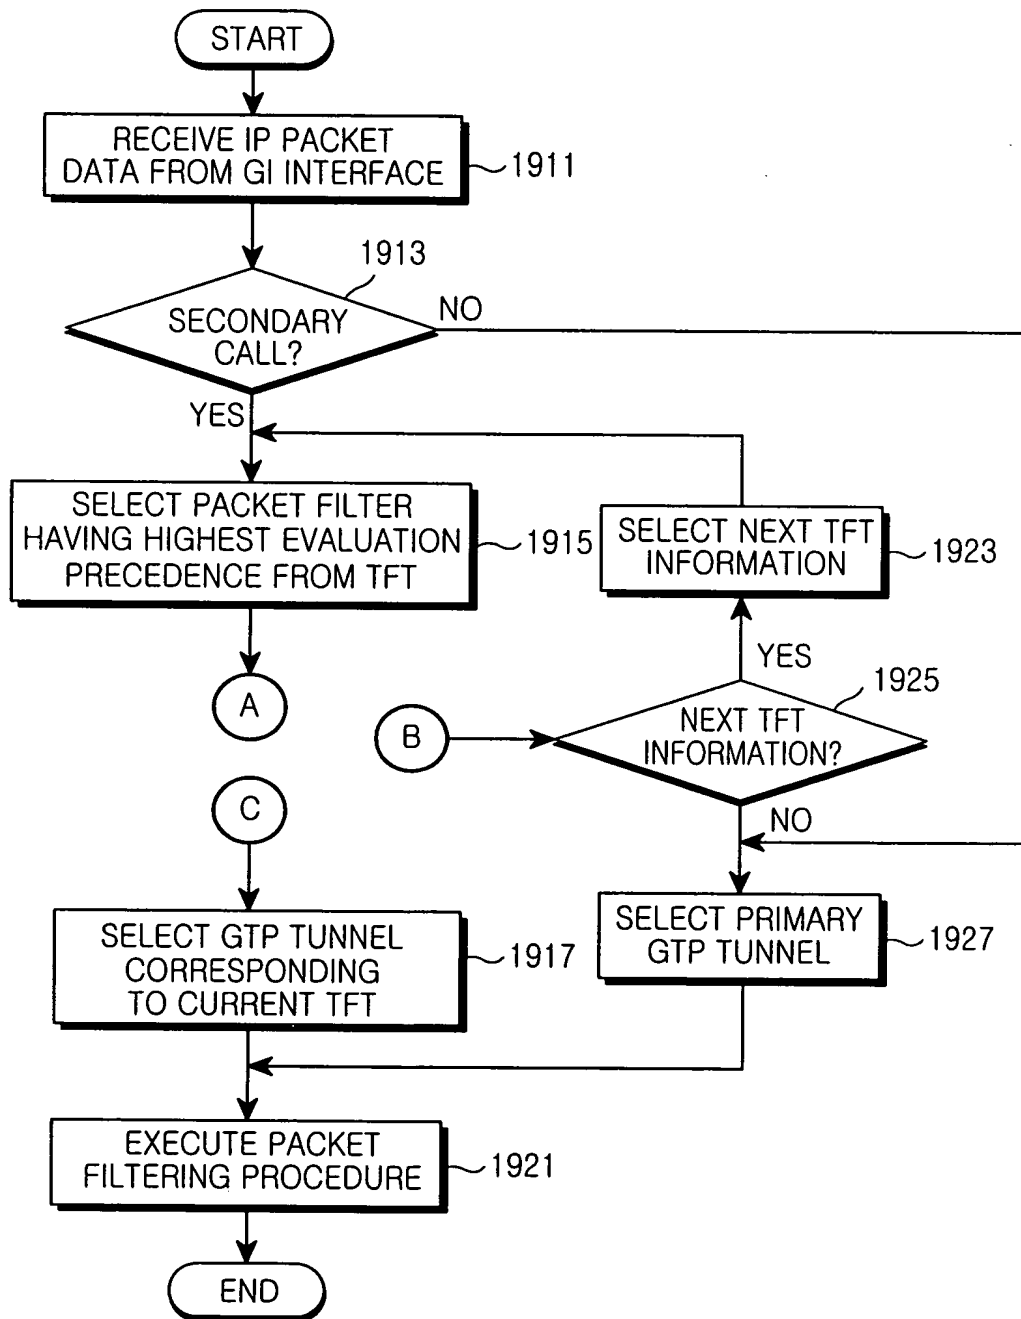 START
RECEIVE IP PACKET
DATA FROM GI INTERFACE
1911
1913
SECONDARY
CALL?
NO
YES
SELECT PACKET FILTER
HAVING HIGHEST EVALUATION
PRECEDENCE FROM TFT
1915
SELECT NEXT TFT
INFORMATION
1923
YES
A
1925
B
NEXT TFT
INFORMATION?
C
NO
SELECT GTP TUNNEL
CORRESPONDING
TO CURRENT TFT
1917
SELECT PRIMARY
GTP TUNNEL
1927
EXECUTE PACKET
FILTERING PROCEDURE
1921
END